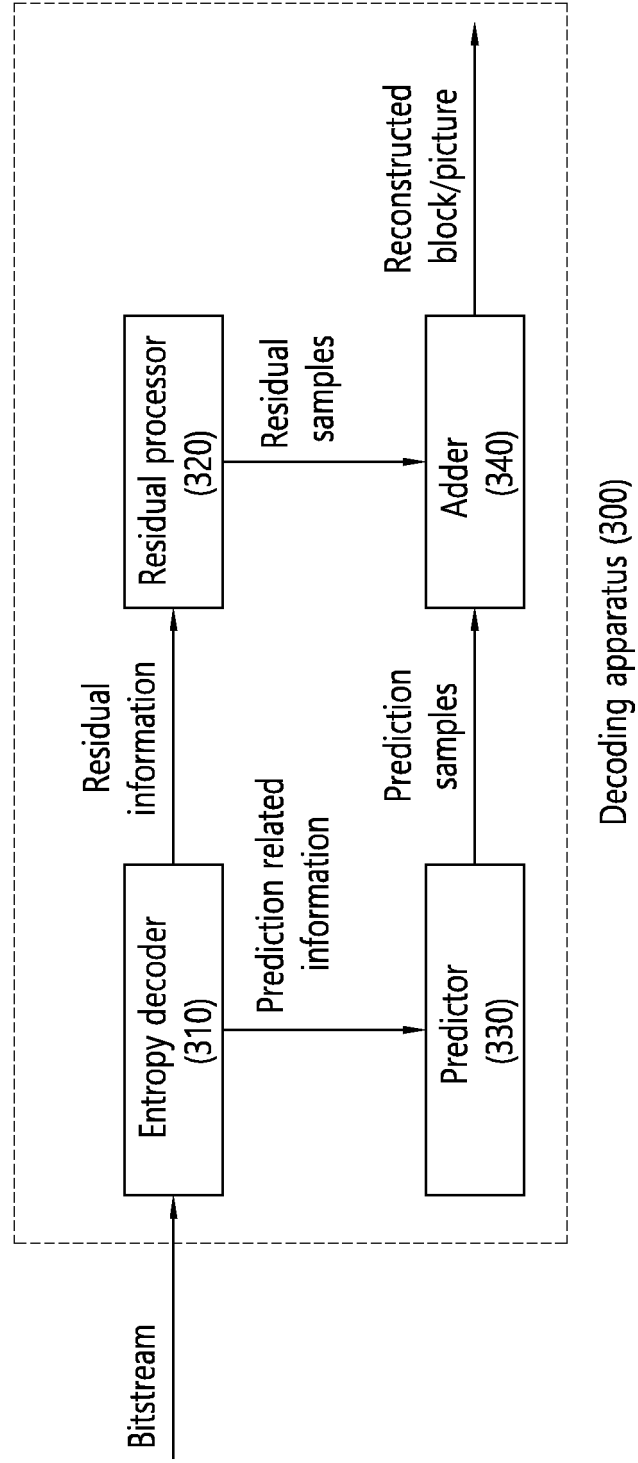 Bitstream
Entropy decoder
(310)
Residual
information
Residual processor
(320)
Prediction related
information
Residual
samples
Predictor
(330)
Prediction
samples
Adder
(340)
Reconstructed
block/picture
Decoding apparatus (300)